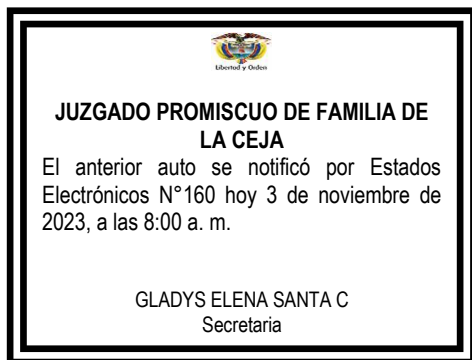 Libertad y Orden
JUZGADO PROMISCUO DE FAMILIA DE
LA CEJA
El anterior auto se notificó por Estados
Electrónicos N°160 hoy 3 de noviembre de
2023, a las 8:00 a. m.
GLADYS ELENA SANTA C
Secretaria